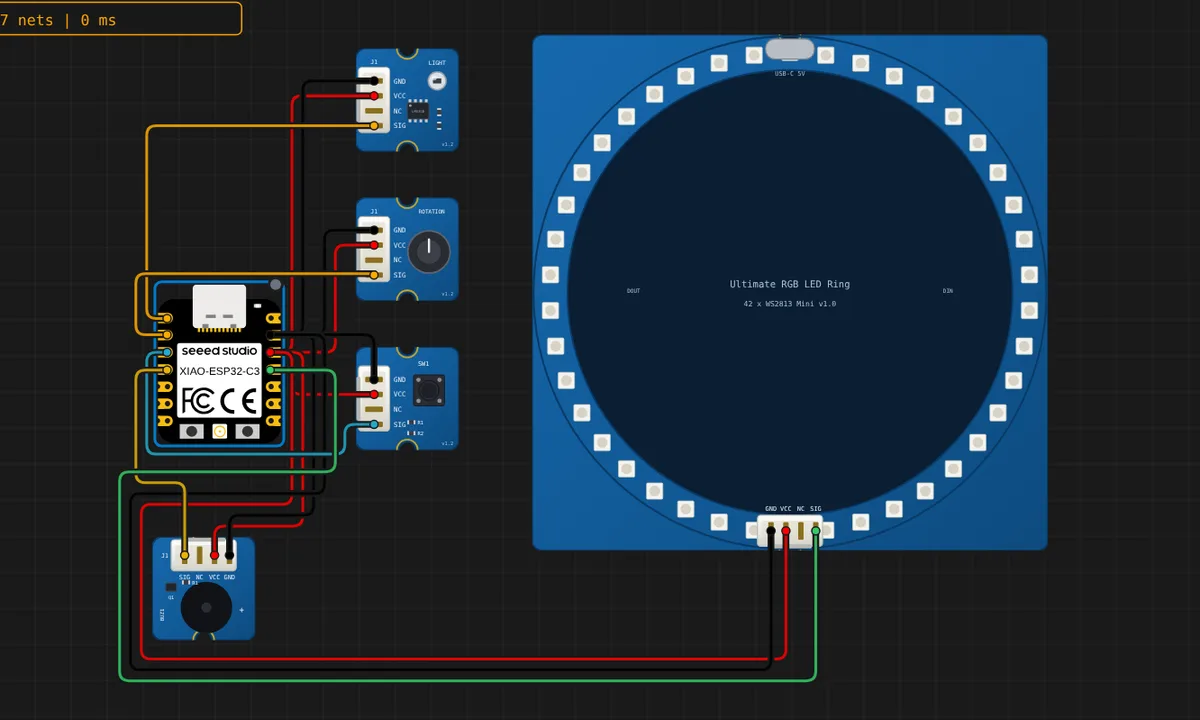 7 nets | 0 ms
J1
LIGHT
GND
VCC
NC
SIG
v1.2
J1
ROTATION
GND
VCC
NC
SIG
v1.2
SW1
GND
VCC
NC
SIG
R1
R2
v1.2
seeed studio
XIAO-ESP32-C3
FC CE
J1
SIG NC VCC GND
Q1
BUZ1
+
USB-C 5V
Ultimate RGB LED Ring
42 x WS2813 Mini v1.0
DOUT
DIN
GND VCC NC SIG